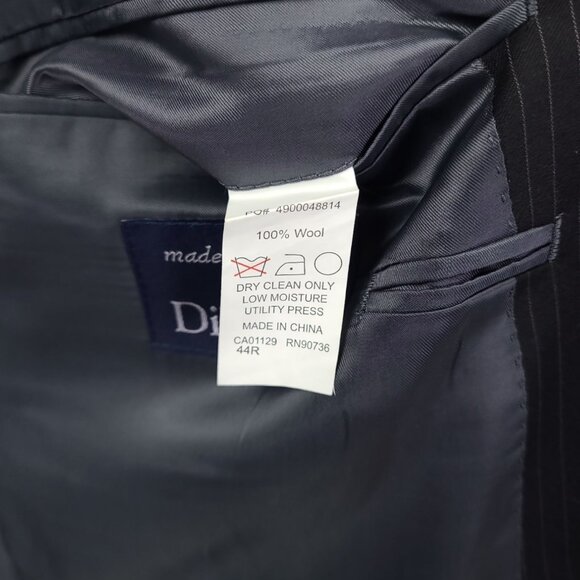 PO# 4900048814
100% Wool
DRY CLEAN ONLY
LOW MOISTURE
UTILITY PRESS
MADE IN CHINA
CA01129 RN90736
44R
made
Di